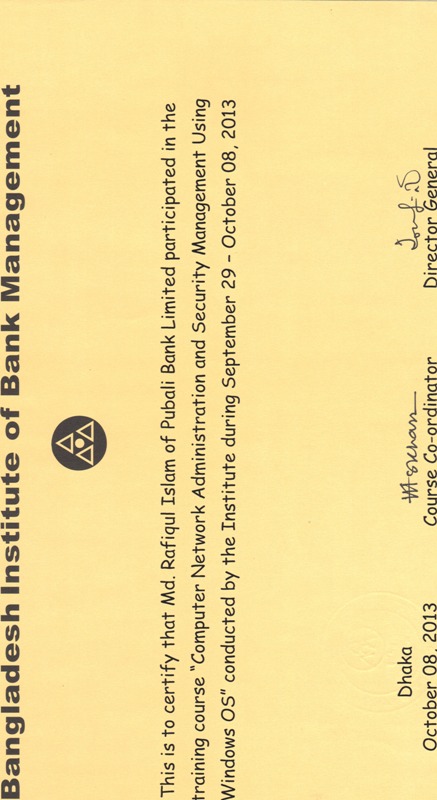 Bangladesh Institute of Bank Management
This is to certify that Md. Rafiqul Islam of Pubali Bank Limited participated in the
training course "Computer Network Administration and Security Management Using
Windows OS" conducted by the Institute during September 29 – October 08, 2013
Dhaka
October 08, 2013
Course Co-ordinator
Director General